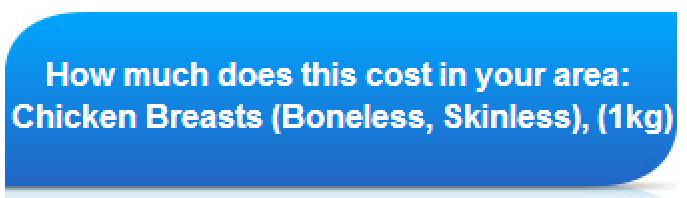 How much does this cost in your area:
Chicken Breasts (Boneless, Skinless), (1kg)